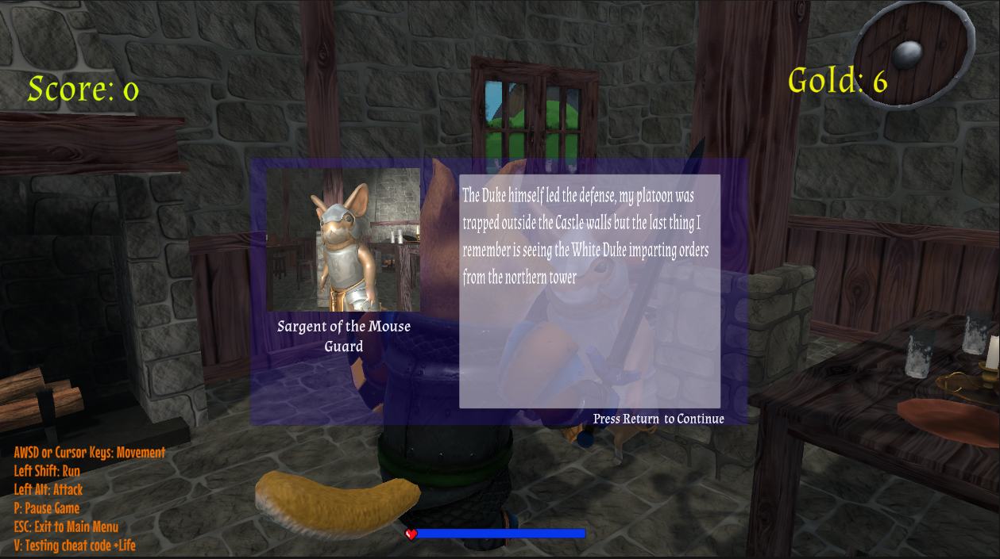 Score: 0
Gold: 6
The Duke himself led the defense, my platoon was
trapped outside the Castle walls but the last thing I
remember is seeing the White Duke imparting orders
from the northern tower
Sargent of the Mouse
Guard
Press Return to Continue
AWSD or Cursor Keys: Movement
Left Shift: Run
Left Alt: Attack
P: Pause Game
ESC: Exit to Main Menu
V: Testing cheat code +Life